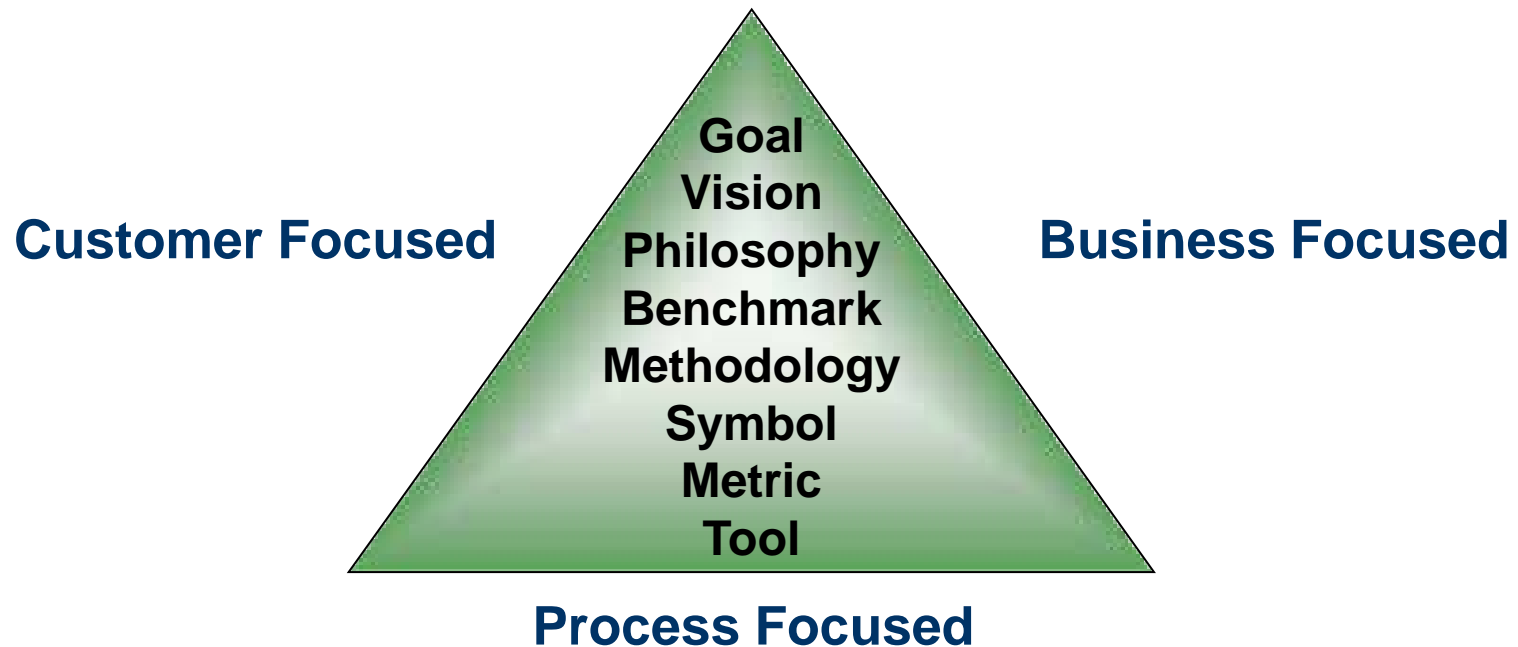 Goal
Vision
Customer Focused
Business Focused
Philosophy
Benchmark
Methodology
Symbol
Metric
Tool
Process Focused